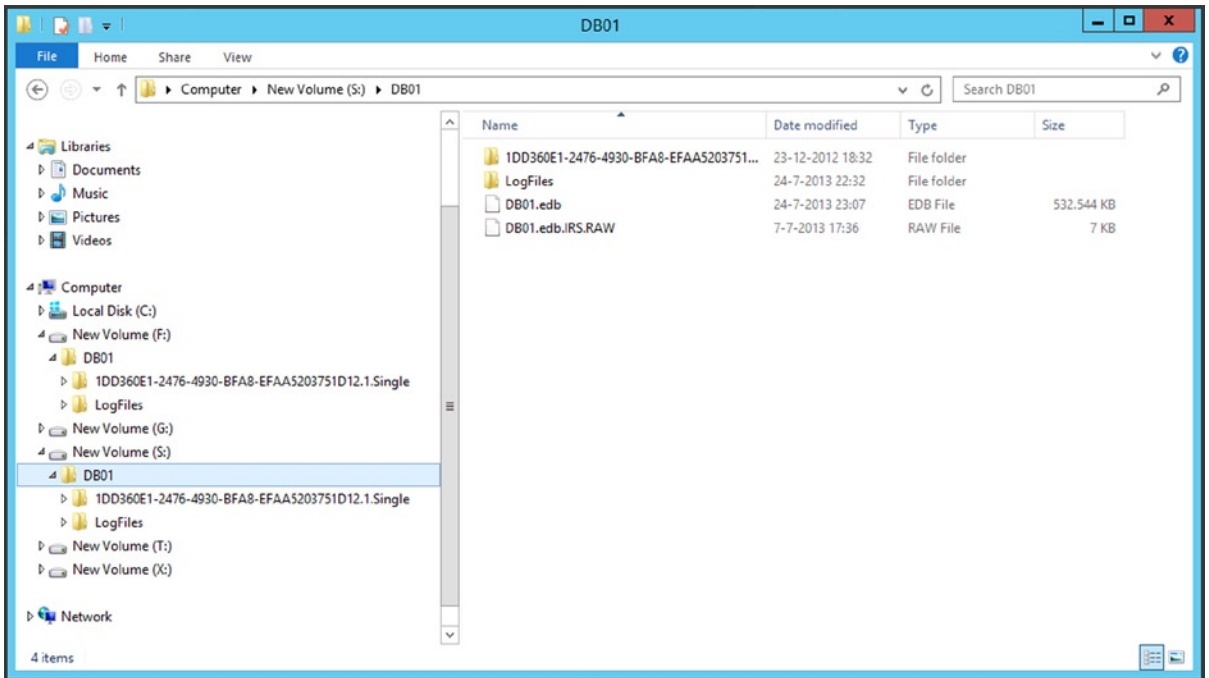 DB01
File Home Share View
Computer New Volume (S:) DB01
Search DB01
Libraries
Documents
Music
Pictures
Videos
Computer
Local Disk (C:)
New Volume (F:)
DB01
1DD360E1-2476-4930-BFA8-EFAA5203751D12.1.Single
LogFiles
New Volume (G:)
New Volume (S:)
DB01
1DD360E1-2476-4930-BFA8-EFAA5203751D12.1.Single
LogFiles
New Volume (T:)
New Volume (X:)
Network
Name Date modified Type Size
1DD360E1-2476-4930-BFA8-EFAA5203751... 23-12-2012 18:32 File folder
LogFiles 24-7-2013 22:32 File folder
DB01.edb 24-7-2013 23:07 EDB File 532.544 KB
DB01.edb.IRS.RAW 7-7-2013 17:36 RAW File 7 KB
4 items